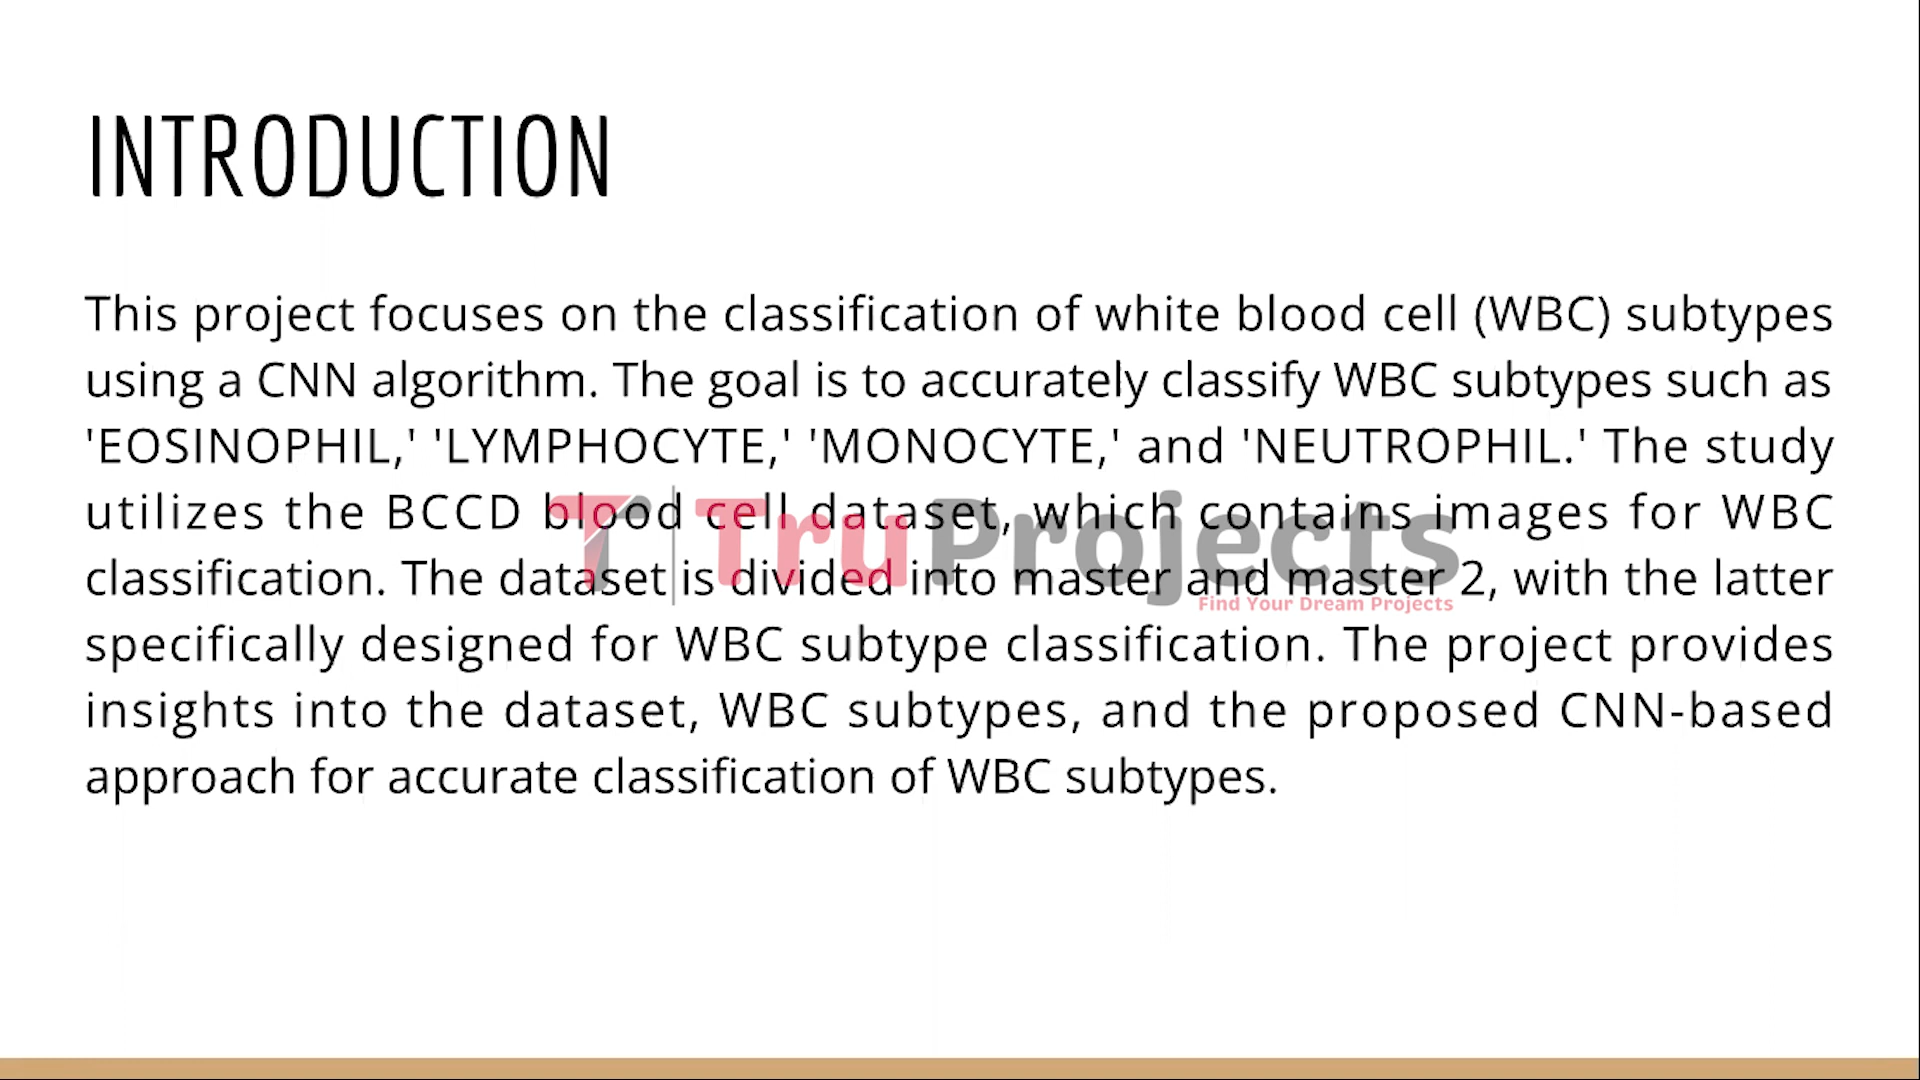 INTRODUCTION
This project focuses on the classification of white blood cell (WBC) subtypes
using a CNN algorithm. The goal is to accurately classify WBC subtypes such as
'EOSINOPHIL,' 'LYMPHOCYTE,' 'MONOCYTE,' and 'NEUTROPHIL.' The study
utilizes the BCCD blood cell dataset, which contains images for WBC
classification. The dataset is divided into master and master 2, with the latter
specifically designed for WBC subtype classification. The project provides
insights into the dataset, WBC subtypes, and the proposed CNN-based
approach for accurate classification of WBC subtypes.
TruProjects
Find Your Dream Projects